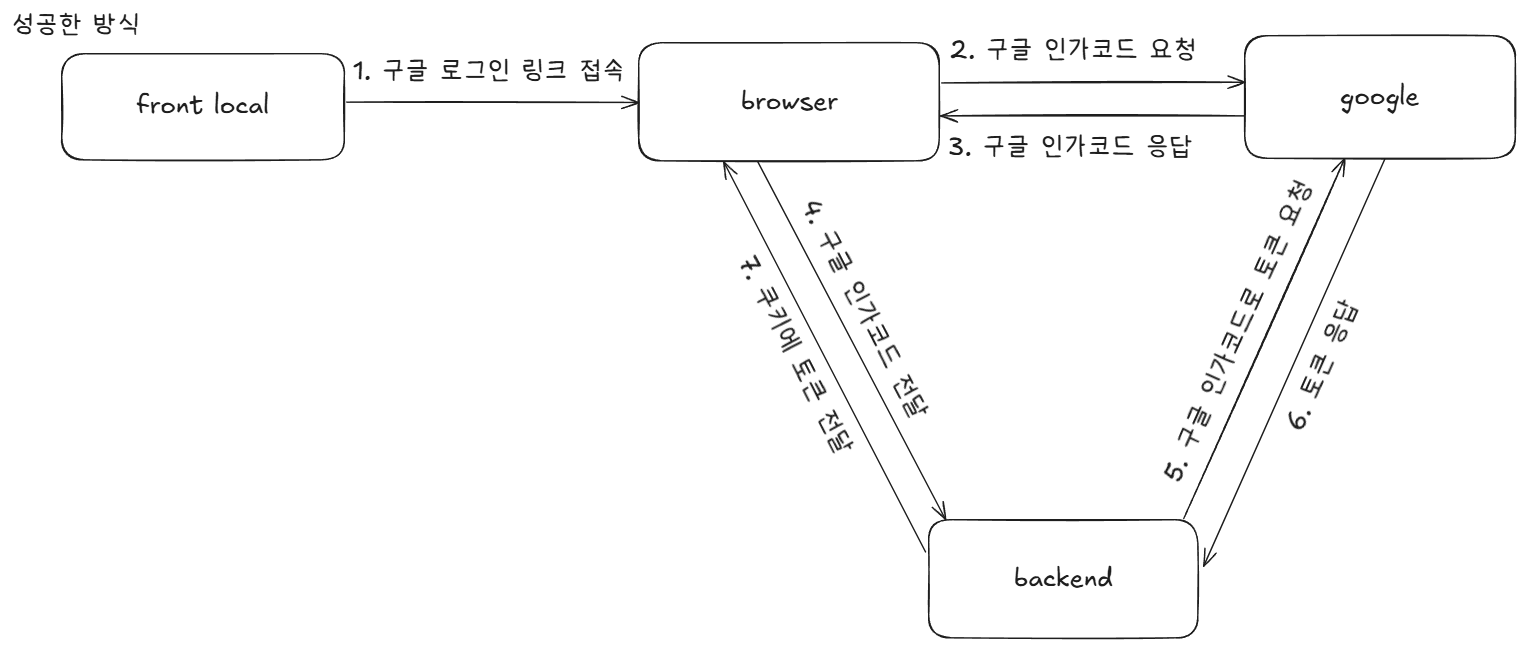 성공한 방식
front local
1. 구글 로그인 링크 접속
browser
2. 구글 인가코드 요청
3. 구글 인가코드 응답
google
4. 구글 인가코드 전달
7. 쿠키에 토큰 전달
5. 구글 인가코드로 토큰 요청
6. 토큰 응답
backend